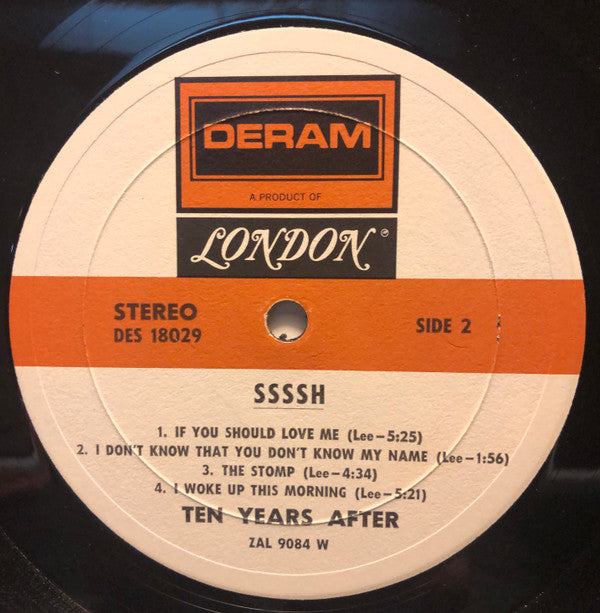 DERAM
A PRODUCT OF
LONDON®
STEREO
DES 18029
SIDE 2
SSSSH
1. IF YOU SHOULD LOVE ME (Lee–5:25)
2. I DON'T KNOW THAT YOU DON'T KNOW MY NAME (Lee–1:56)
3. THE STOMP (Lee–4:34)
4. I WOKE UP THIS MORNING (Lee–5:21)
TEN YEARS AFTER
ZAL 9084 W